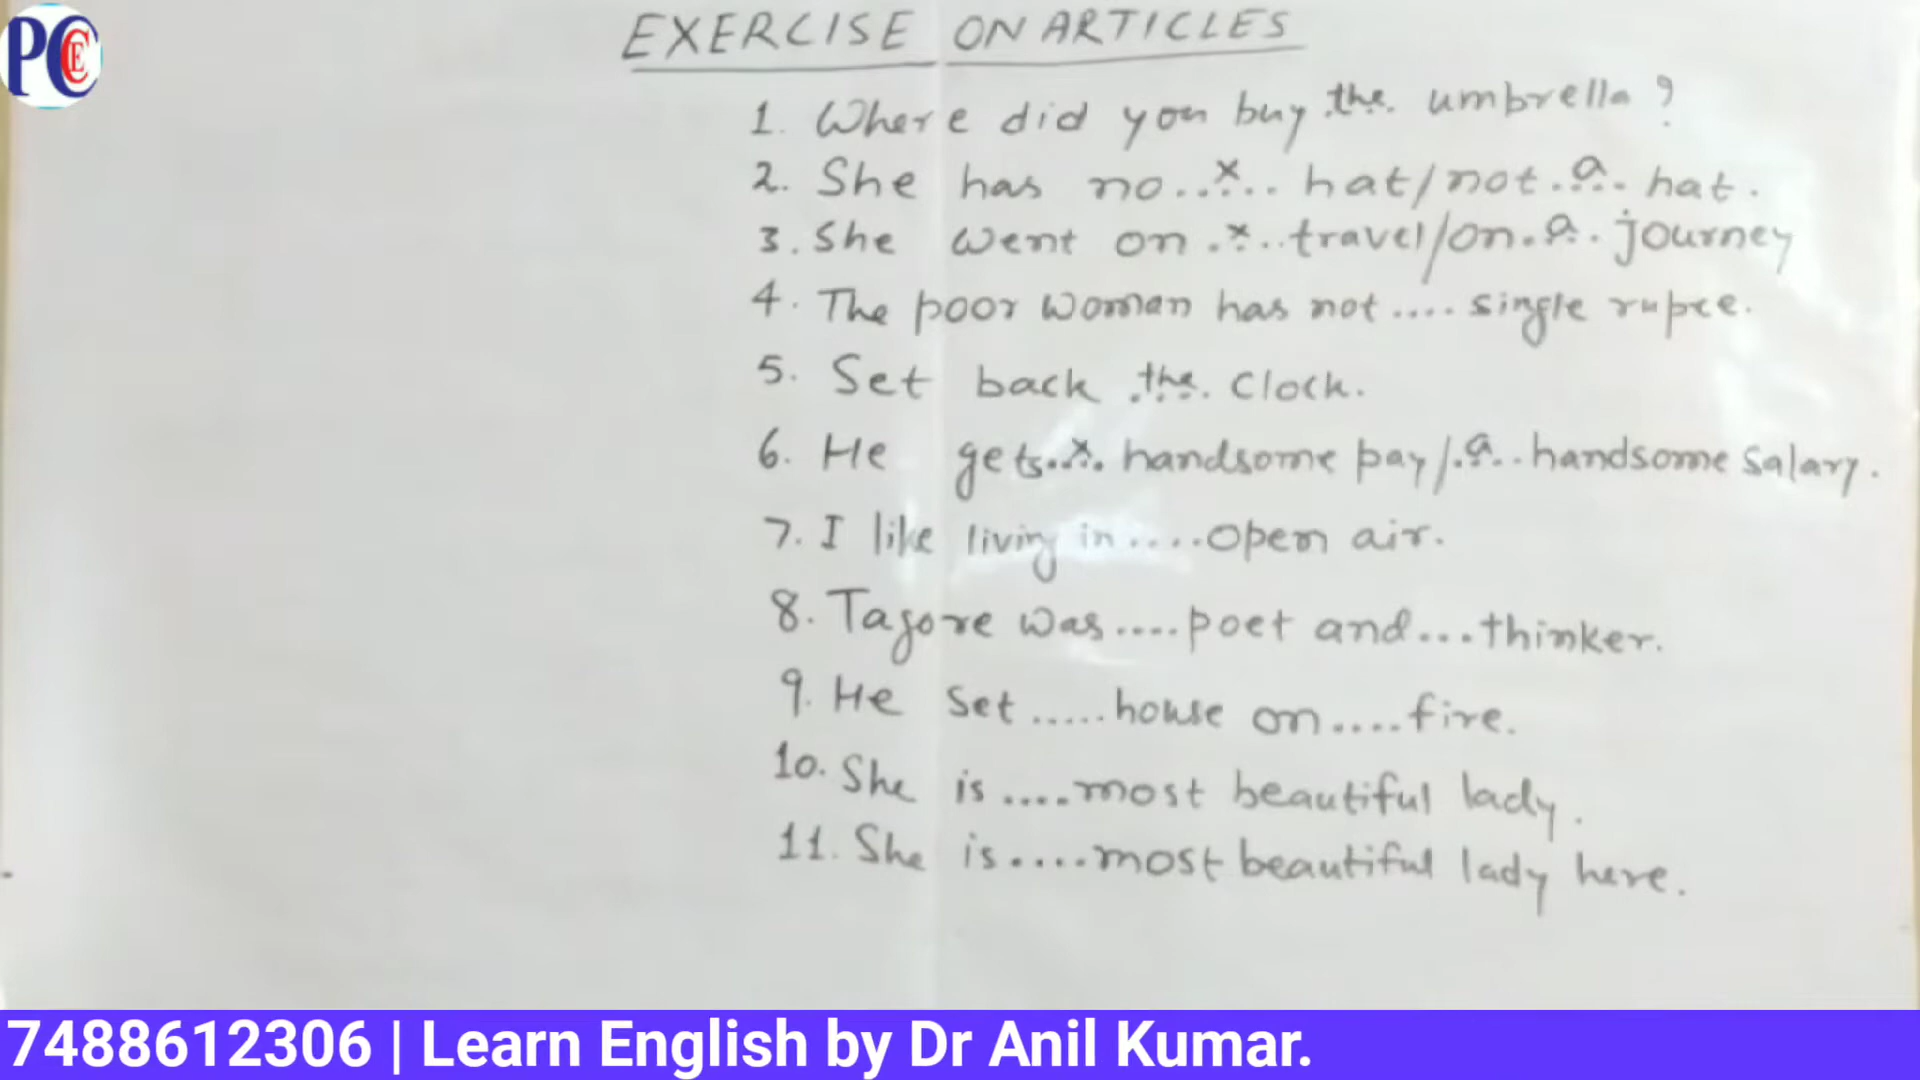 PCEC
EXERCISE ON ARTICLES
1. Where did you buy .the. umbrella ?
2. She has no..x... hat/not .a.. hat.
3. She went on .x...travel/on.a.. journey
4. The poor woman has not .... single rupee.
5. Set back .the. clock.
6. He gets..x.. handsome pay/.a...handsome salary.
7. I like living in ....open air.
8. Tagore was ....poet and...thinker.
9. He set .....house on ....fire.
10. She is ....most beautiful lady.
11. She is ....most beautiful lady here.
7488612306 | Learn English by Dr Anil Kumar.